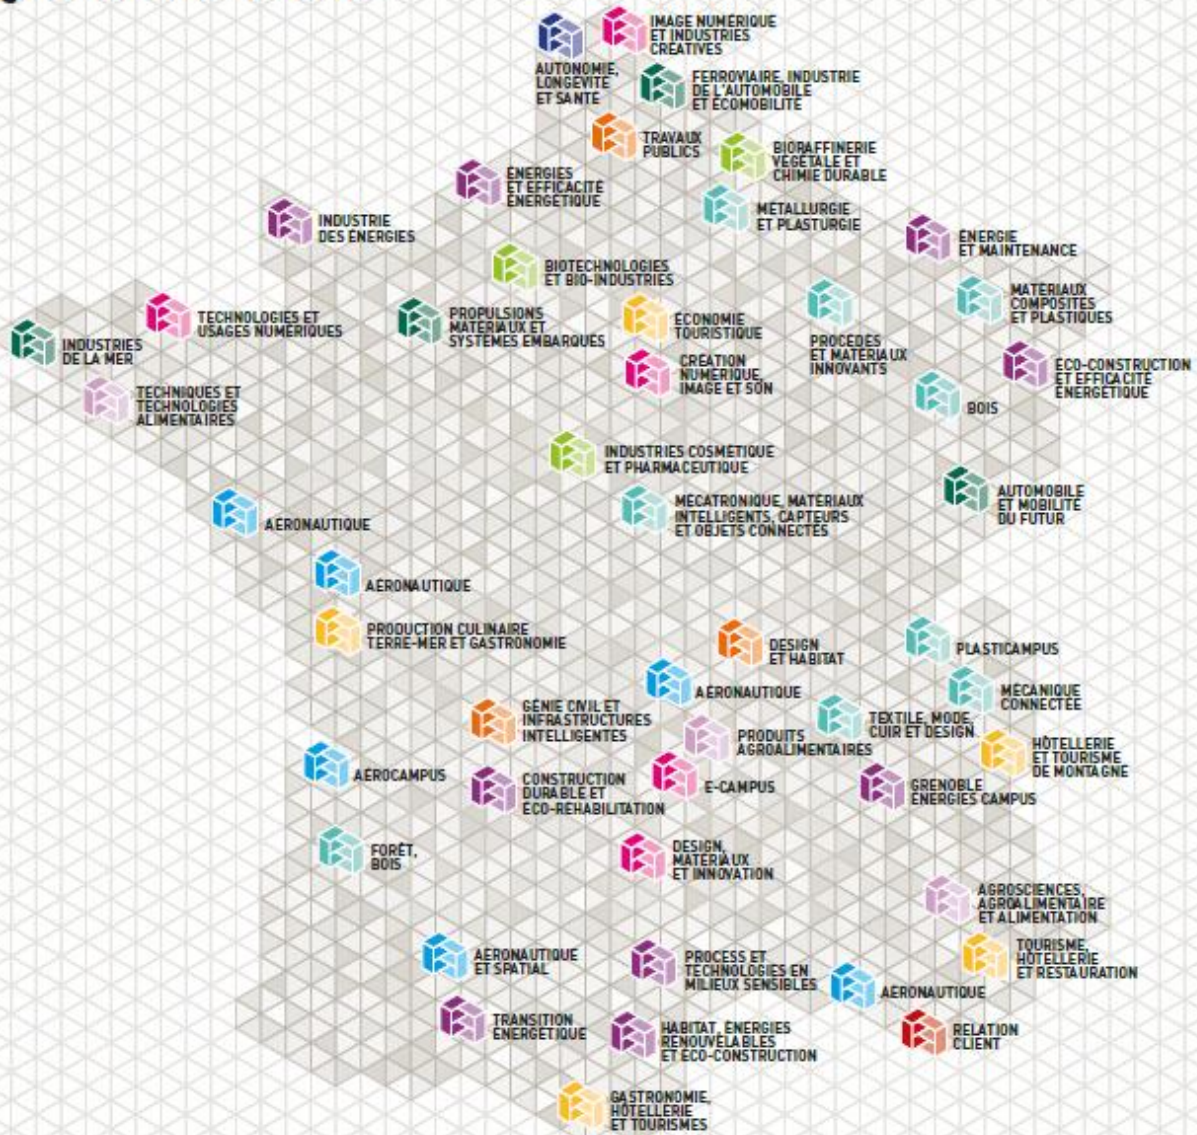 IMAGE NUMÉRIQUE
ET INDUSTRIES
CRÉATIVES
AUTONOMIE,
LONGÉVITÉ
ET SANTÉ
FERROVIAIRE, INDUSTRIE
DE L'AUTOMOBILE
ET ÉCOMOBILITÉ
TRAVAUX
PUBLICS
BIORAFFINERIE
VÉGÉTALE ET
CHIMIE DURABLE
ÉNERGIES
ET EFFICACITÉ
ÉNERGÉTIQUE
MÉTALLURGIE
ET PLASTURGIE
INDUSTRIE
DES ÉNERGIES
ÉNERGIE
ET MAINTENANCE
BIOTECHNOLOGIES
ET BIO-INDUSTRIES
MATÉRIAUX
COMPOSITES
ET PLASTIQUES
TECHNOLOGIES ET
USAGES NUMÉRIQUES
PROPULSIONS
MATÉRIAUX ET
SYSTÈMES EMBARQUÉS
ÉCONOMIE
TOURISTIQUE
PROCÉDÉS
ET MATÉRIAUX
INNOVANTS
INDUSTRIES
DE LA MER
CRÉATION
NUMÉRIQUE,
IMAGE ET SON
ÉCO-CONSTRUCTION
ET EFFICACITÉ
ÉNERGÉTIQUE
TECHNIQUES ET
TECHNOLOGIES
ALIMENTAIRES
BOIS
INDUSTRIES COSMÉTIQUE
ET PHARMACEUTIQUE
MÉCATRONIQUE, MATÉRIAUX
INTELLIGENTS, CAPTEURS
ET OBJETS CONNECTÉS
AUTOMOBILE
ET MOBILITÉ
DU FUTUR
AÉRONAUTIQUE
AÉRONAUTIQUE
PRODUCTION CULINAIRE
TERRE-MER ET GASTRONOMIE
DESIGN
ET HABITAT
PLASTICAMPUS
AÉRONAUTIQUE
MÉCANIQUE
CONNECTÉE
GÉNIE CIVIL ET
INFRASTRUCTURES
INTELLIGENTES
TEXTILE, MODE,
CUIR ET DESIGN
PRODUITS
AGROALIMENTAIRES
HÔTELLERIE
ET TOURISME
DE MONTAGNE
AÉROCAMPUS
CONSTRUCTION
DURABLE ET
ÉCO-RÉHABILITATION
E-CAMPUS
GRENOBLE
ÉNERGIES CAMPUS
FORÊT,
BOIS
DESIGN,
MATÉRIAUX
ET INNOVATION
AGROSCIENCES,
AGROALIMENTAIRE
ET ALIMENTATION
AÉRONAUTIQUE
ET SPATIAL
PROCESS ET
TECHNOLOGIES EN
MILIEUX SENSIBLES
TOURISME,
HÔTELLERIE
ET RESTAURATION
AÉRONAUTIQUE
TRANSITION
ÉNERGÉTIQUE
HABITAT, ÉNERGIES
RENOUVELABLES
ET ÉCO-CONSTRUCTION
RELATION
CLIENT
GASTRONOMIE,
HÔTELLERIE
ET TOURISMES